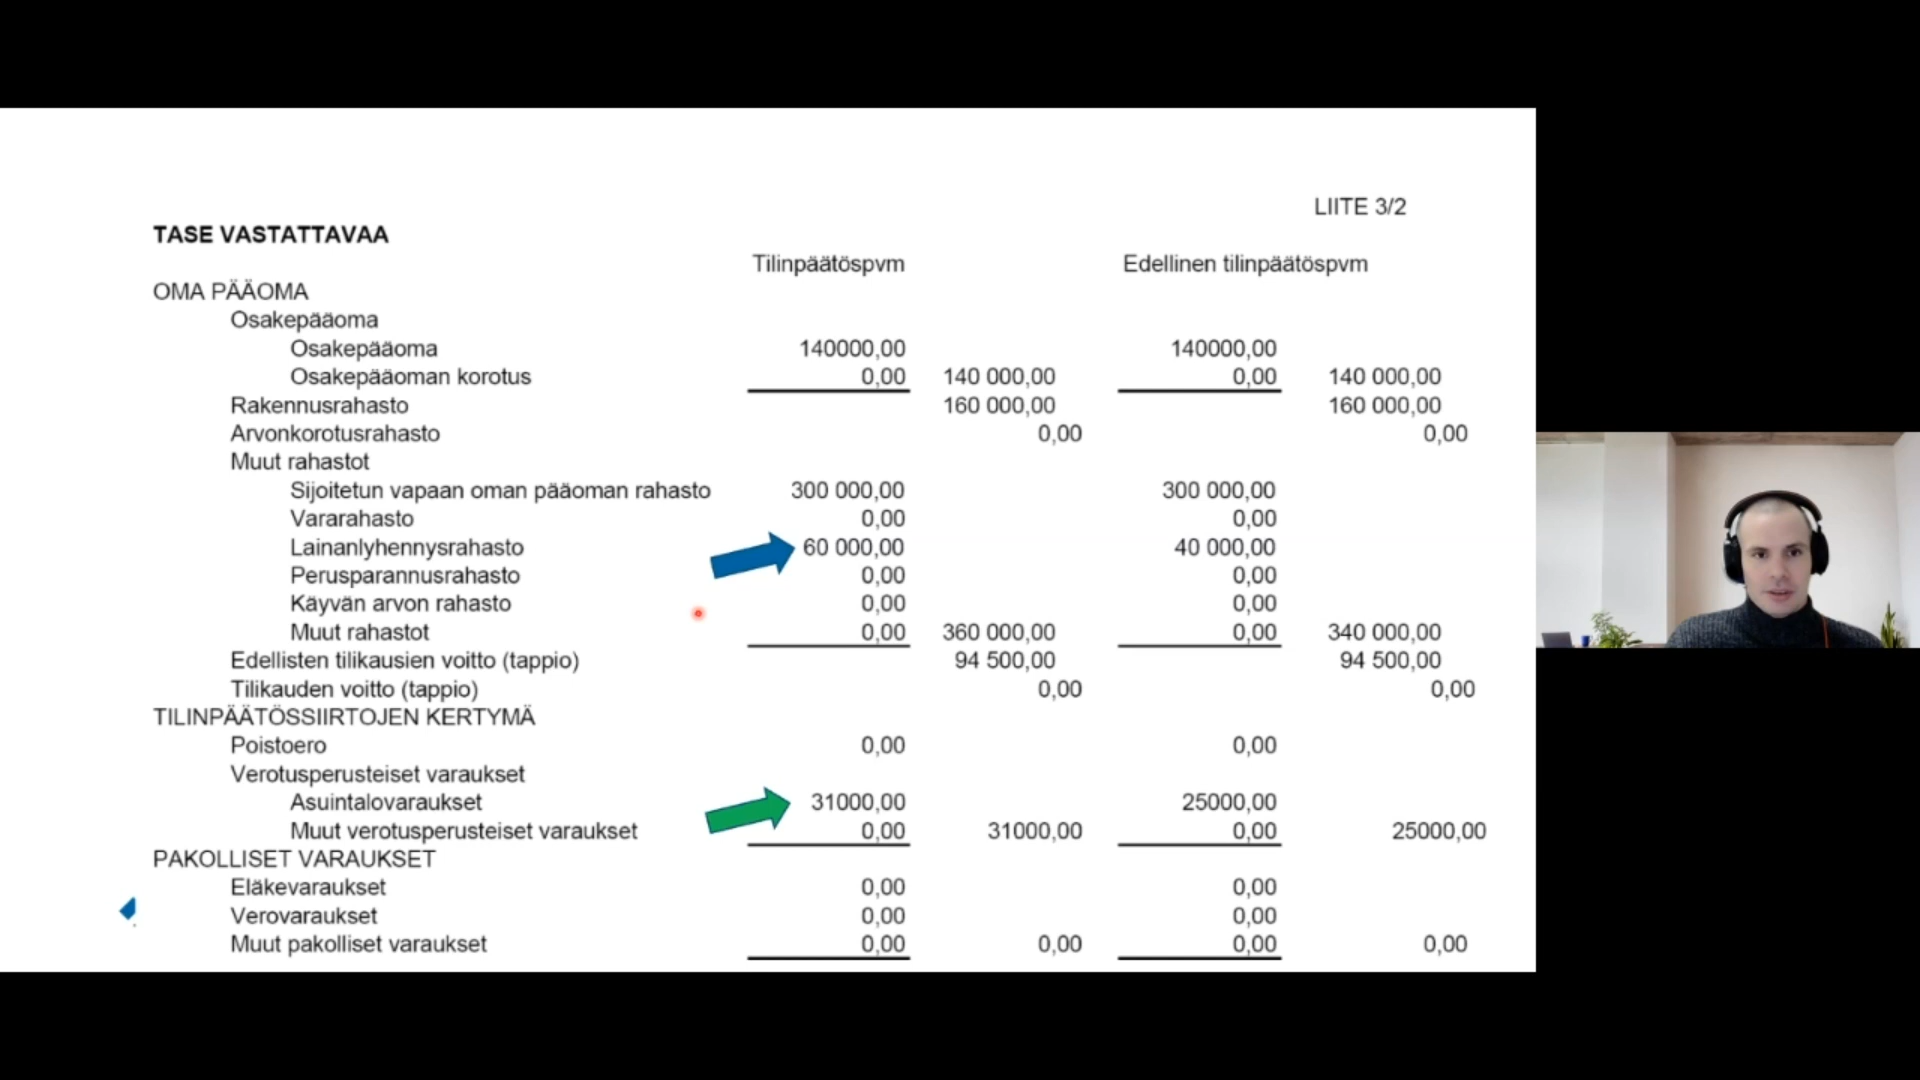 LIITE 3/2
TASE VASTATTAVAA
Tilinpäätöspvm Edellinen tilinpäätöspvm
OMA PÄÄOMA
Osakepääoma
Osakepääoma 140000,00 140000,00
Osakepääoman korotus 0,00 140 000,00 0,00 140 000,00
Rakennusrahasto 160 000,00 160 000,00
Arvonkorotusrahasto 0,00 0,00
Muut rahastot
Sijoitetun vapaan oman pääoman rahasto 300 000,00 300 000,00
Vararahasto 0,00 0,00
Lainanlyhennysrahasto 60 000,00 40 000,00
Perusparannusrahasto 0,00 0,00
Käyvän arvon rahasto 0,00 0,00
Muut rahastot 0,00 360 000,00 0,00 340 000,00
Edellisten tilikausien voitto (tappio) 94 500,00 94 500,00
Tilikauden voitto (tappio) 0,00 0,00
TILINPÄÄTÖSSIIRTOJEN KERTYMÄ
Poistoero 0,00 0,00
Verotusperusteiset varaukset
Asuintalovaraukset 31000,00 25000,00
Muut verotusperusteiset varaukset 0,00 31000,00 0,00 25000,00
PAKOLLISET VARAUKSET
Eläkevaraukset 0,00 0,00
Verovaraukset 0,00 0,00
Muut pakolliset varaukset 0,00 0,00 0,00 0,00